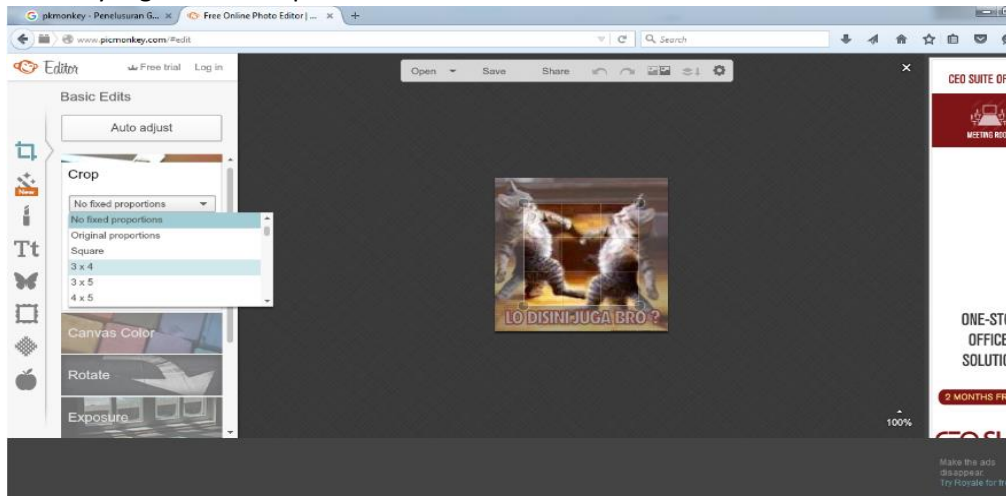 pkmonkey - Penelusuran G...
Free Online Photo Editor | ...
www.picmonkey.com/#edit
Search
Editor
Free trial
Log in
Open
Save
Share
Basic Edits
Auto adjust
Crop
No fixed proportions
No fixed proportions
Original proportions
Square
3 x 4
3 x 5
4 x 5
New
Tt
Canvas Color
Rotate
Exposure
LO DISINI JUGA BRO ?
100%
CEO SUITE OF
MEETING ROO
ONE-STO
OFFICE
SOLUTIO
2 MONTHS FR
Make the ads
disappear.
Try Royale for